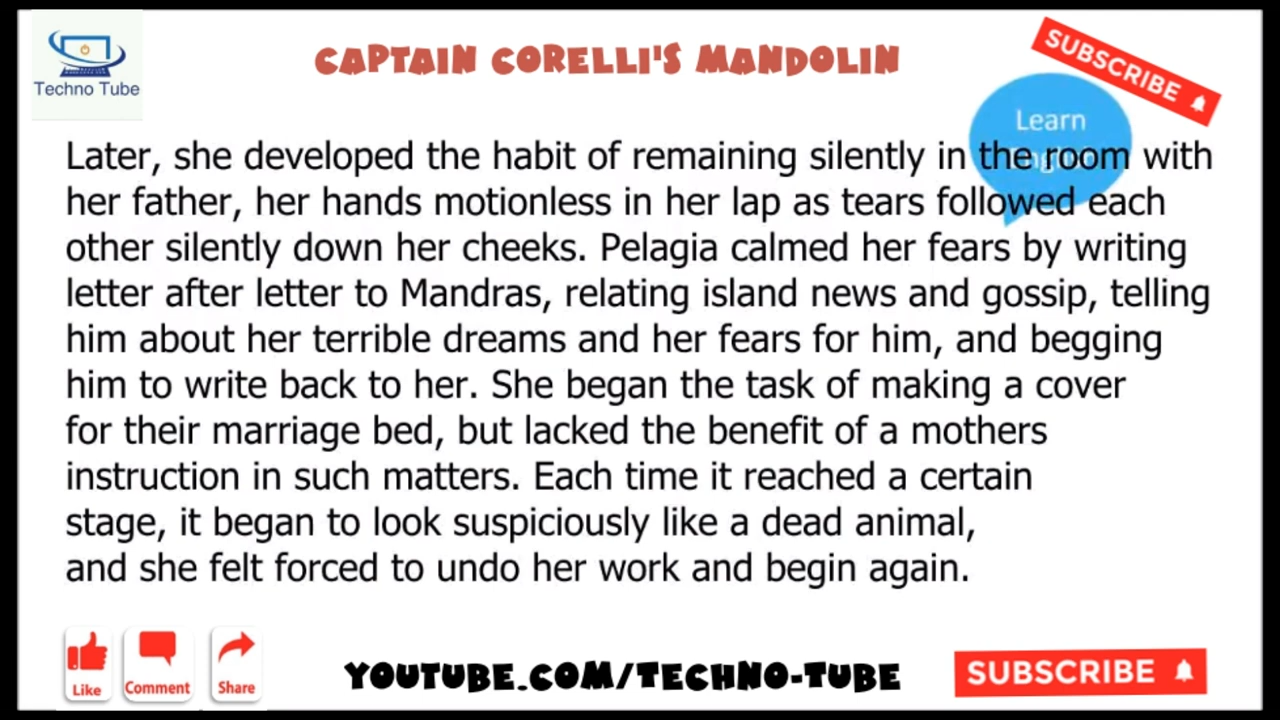 CAPTAIN CORELLI'S MANDOLIN
SUBSCRIBE
Techno Tube
Learn
Later, she developed the habit of remaining silently in the room with
her father, her hands motionless in her lap as tears followed each
other silently down her cheeks. Pelagia calmed her fears by writing
letter after letter to Mandras, relating island news and gossip, telling
him about her terrible dreams and her fears for him, and begging
him to write back to her. She began the task of making a cover
for their marriage bed, but lacked the benefit of a mothers
instruction in such matters. Each time it reached a certain
stage, it began to look suspiciously like a dead animal,
and she felt forced to undo her work and begin again.
Like
Comment
Share
YOUTUBE.COM/TECHNO-TUBE
SUBSCRIBE